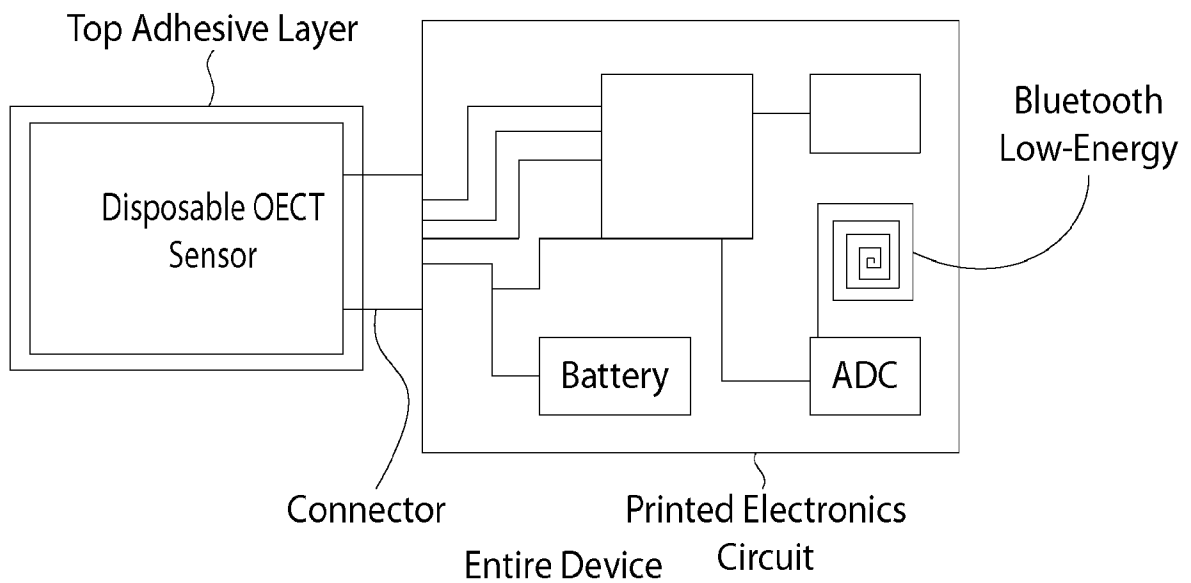 Top Adhesive Layer
Bluetooth
Low-Energy
Disposable OECT
Sensor
Battery
ADC
Connector
Printed Electronics
Circuit
Entire Device